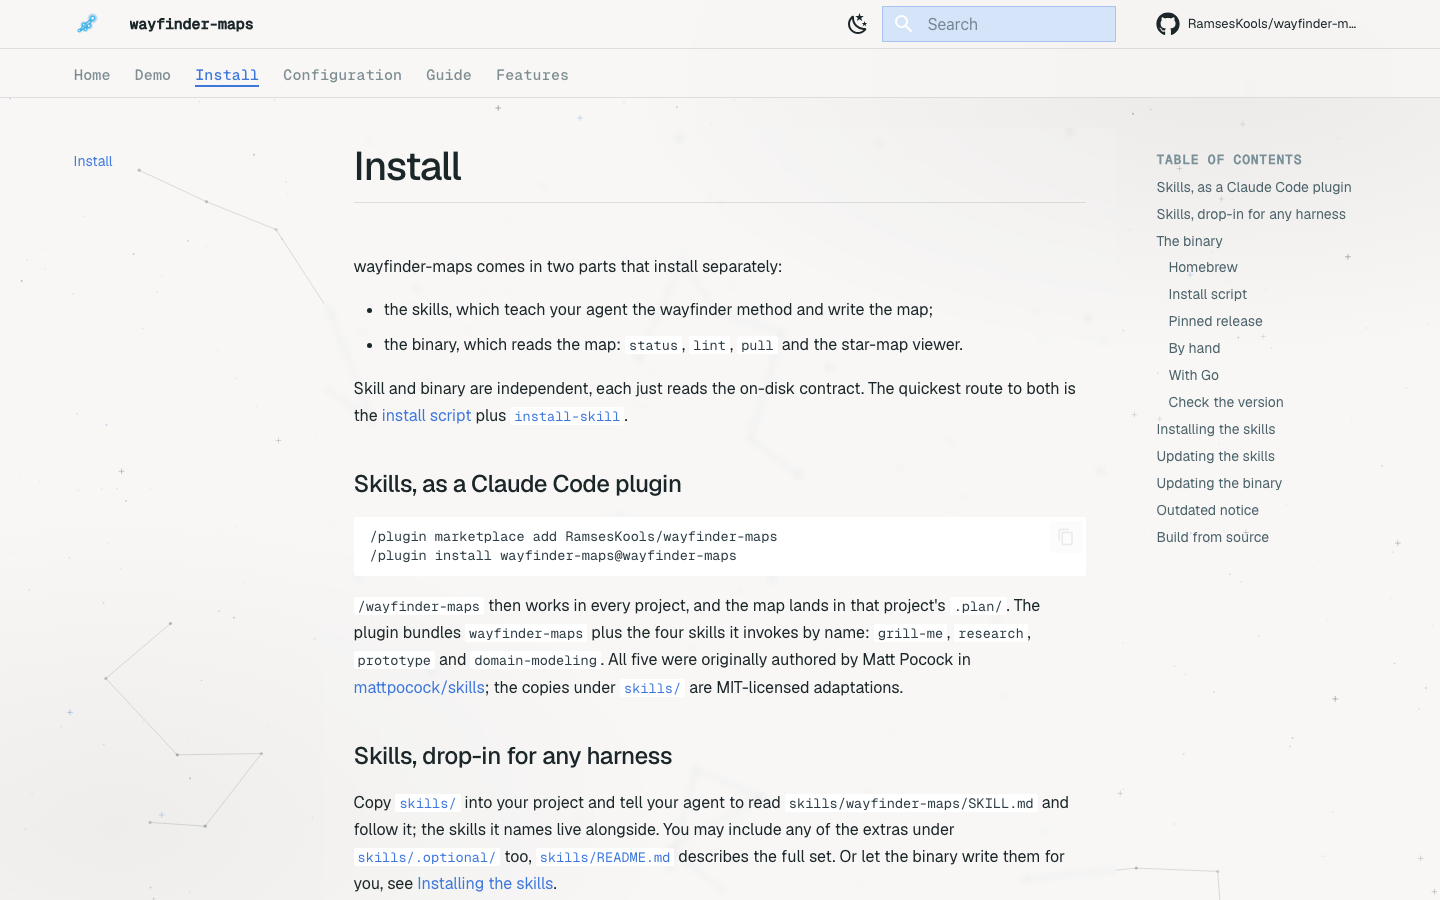 wayfinder-maps
Search
RamsesKools/wayfinder-m...
Home Demo Install Configuration Guide Features
Install
Install
wayfinder-maps comes in two parts that install separately:
the skills, which teach your agent the wayfinder method and write the map;
the binary, which reads the map: status, lint, pull and the star-map viewer.
Skill and binary are independent, each just reads the on-disk contract. The quickest route to both is
the install script plus install-skill.
Skills, as a Claude Code plugin
/plugin marketplace add RamsesKools/wayfinder-maps
/plugin install wayfinder-maps@wayfinder-maps
/wayfinder-maps then works in every project, and the map lands in that project's .plan/. The
plugin bundles wayfinder-maps plus the four skills it invokes by name: grill-me, research,
prototype and domain-modeling. All five were originally authored by Matt Pocock in
mattpocock/skills; the copies under skills/ are MIT-licensed adaptations.
Skills, drop-in for any harness
Copy skills/ into your project and tell your agent to read skills/wayfinder-maps/SKILL.md and
follow it; the skills it names live alongside. You may include any of the extras under
skills/.optional/ too, skills/README.md describes the full set. Or let the binary write them for
you, see Installing the skills.
TABLE OF CONTENTS
Skills, as a Claude Code plugin
Skills, drop-in for any harness
The binary
Homebrew
Install script
Pinned release
By hand
With Go
Check the version
Installing the skills
Updating the skills
Updating the binary
Outdated notice
Build from source